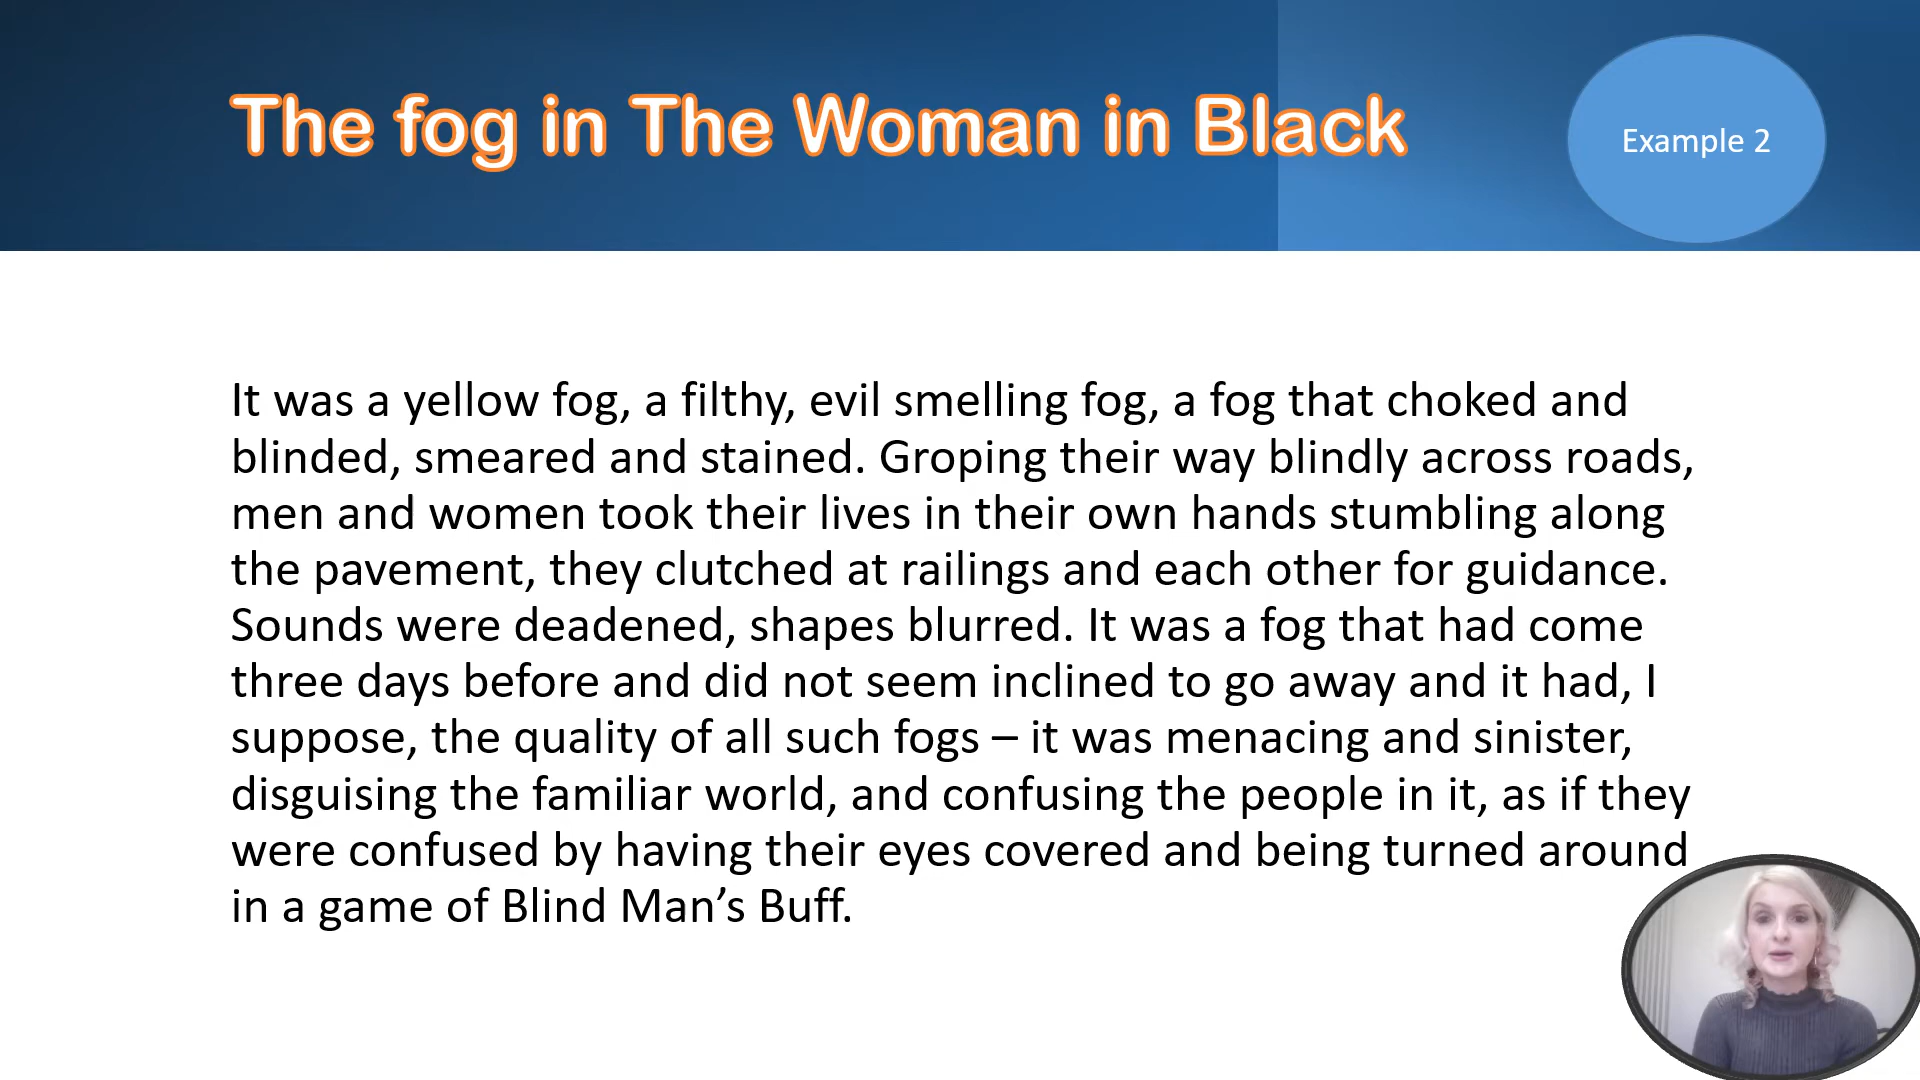 The fog in The Woman in Black
Example 2
It was a yellow fog, a filthy, evil smelling fog, a fog that choked and
blinded, smeared and stained. Groping their way blindly across roads,
men and women took their lives in their own hands stumbling along
the pavement, they clutched at railings and each other for guidance.
Sounds were deadened, shapes blurred. It was a fog that had come
three days before and did not seem inclined to go away and it had, I
suppose, the quality of all such fogs – it was menacing and sinister,
disguising the familiar world, and confusing the people in it, as if they
were confused by having their eyes covered and being turned around
in a game of Blind Man’s Buff.